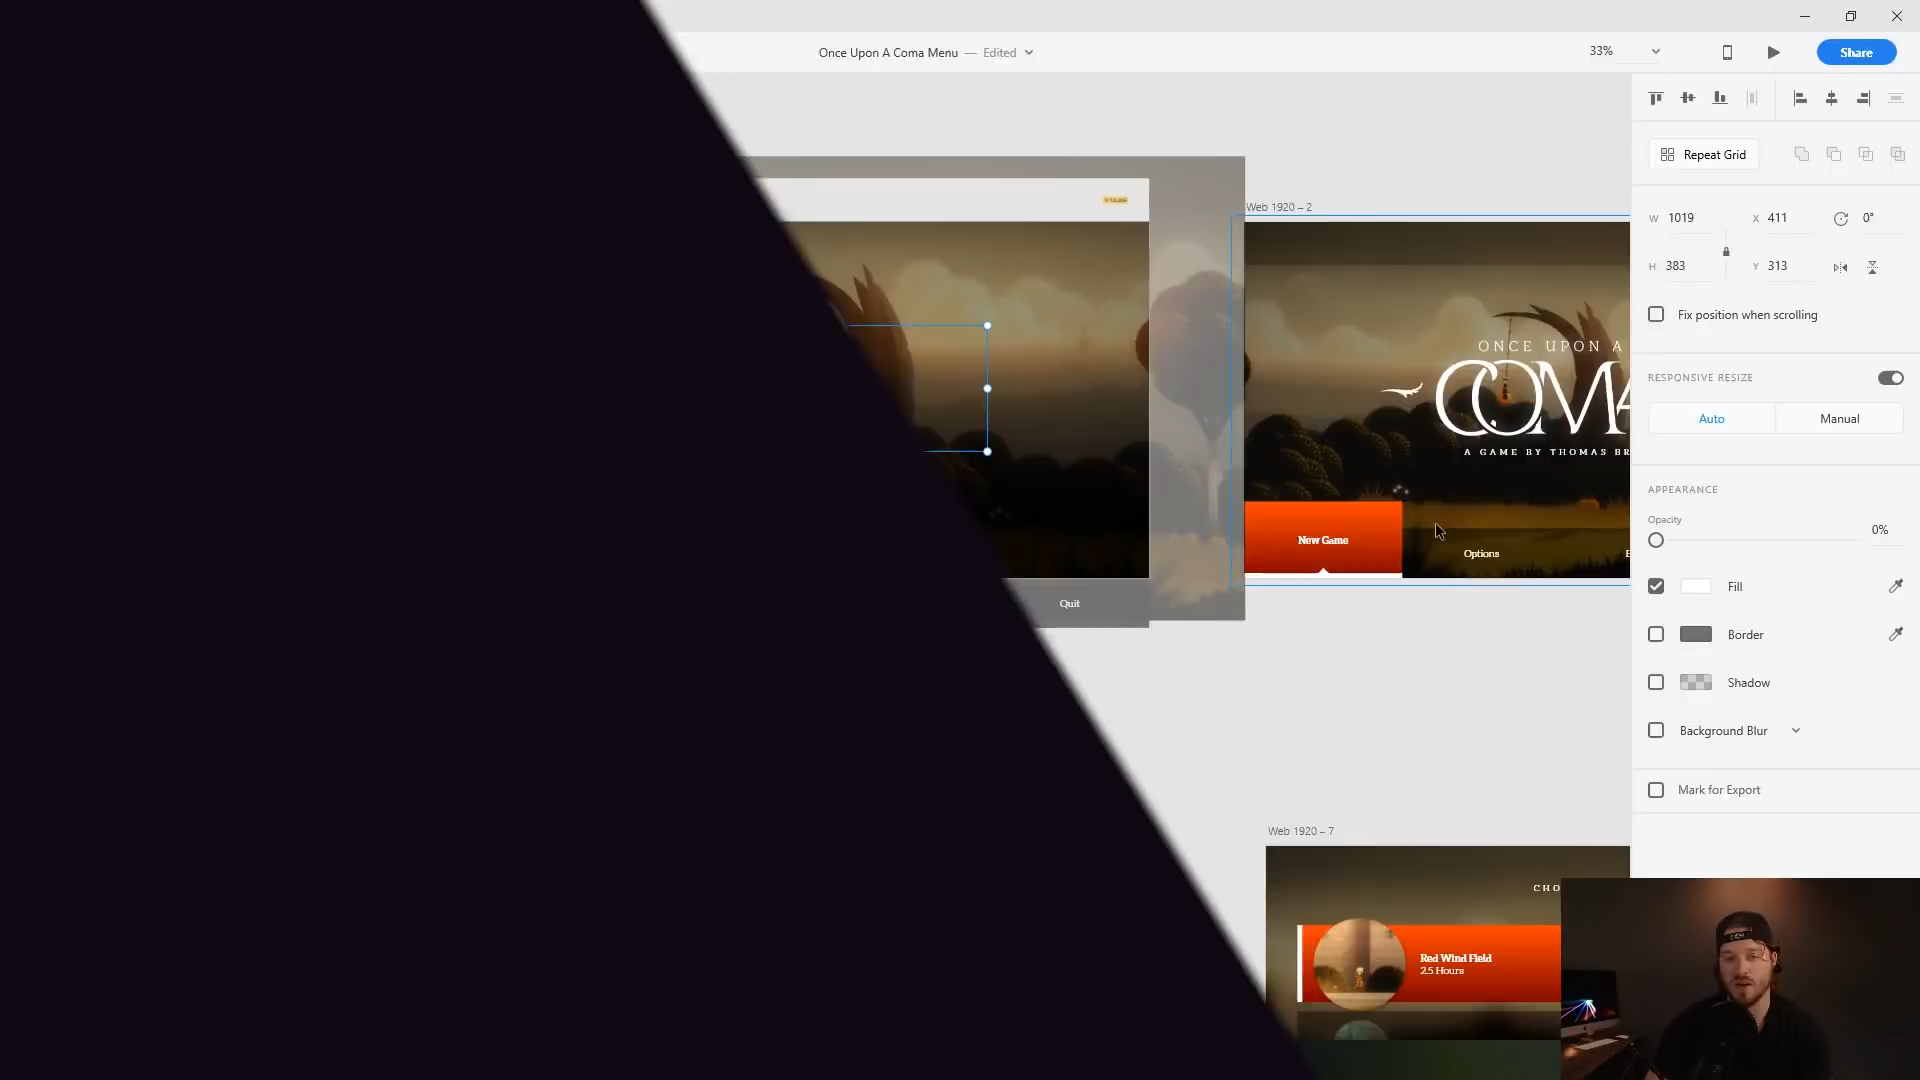 Once Upon A Coma Menu — Edited
33%
Share
Repeat Grid
W 1019
X 411
0°
H 383
Y 313
Fix position when scrolling
RESPONSIVE RESIZE
Auto
Manual
APPEARANCE
Opacity
0%
Fill
Border
Shadow
Background Blur
Mark for Export
Web 1920 – 2
ONCE UPON A
COMA
A GAME BY THOMAS BR
New Game
Options
E
Quit
Web 1920 – 7
CHO
Red Wind Field
2.5 Hours